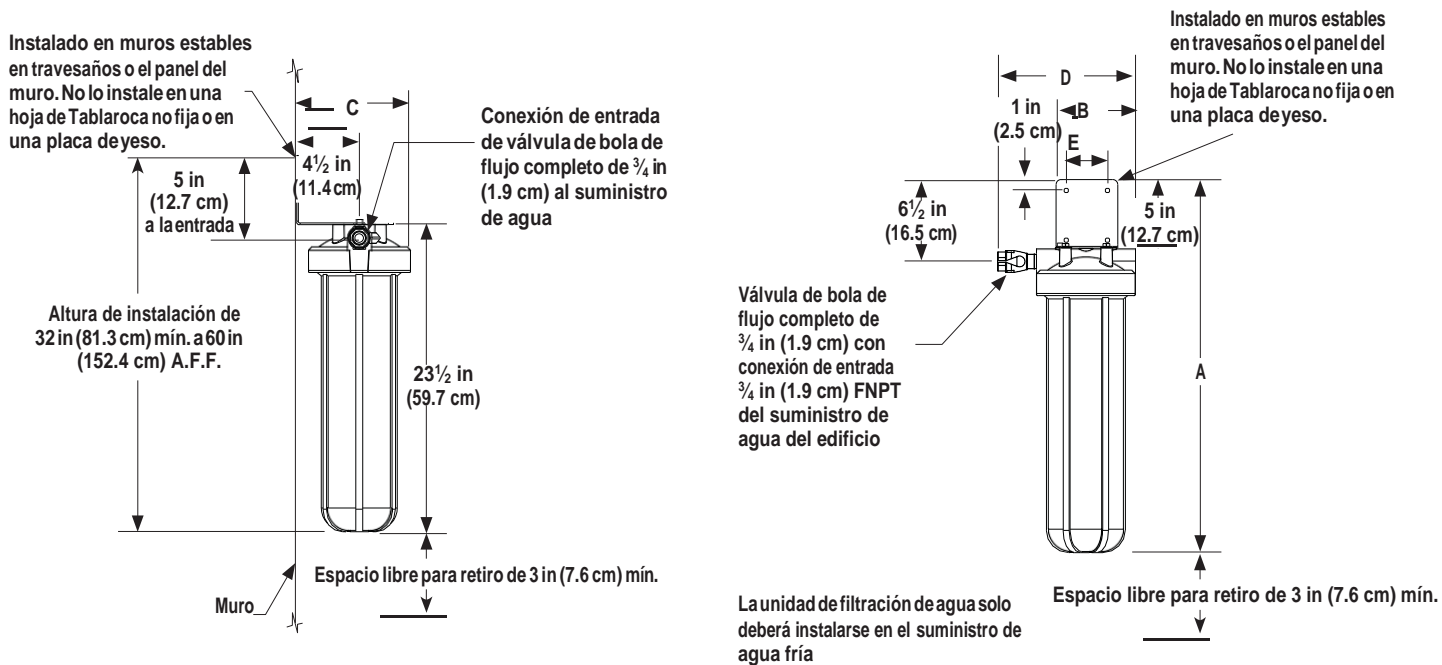 Instalado en muros estables
en travesaños o el panel del
muro. No lo instale en una
hoja de Tablaroca no fija o en
una placa de yeso.
C
4½ in
(11.4 cm)
5 in
(12.7 cm)
a la entrada
Conexión de entrada
de válvula de bola de
flujo completo de ¾ in
(1.9 cm) al suministro
de agua
Altura de instalación de
32 in (81.3 cm) mín. a 60 in
(152.4 cm) A.F.F.
23½ in
(59.7 cm)
Espacio libre para retiro de 3 in (7.6 cm) mín.
Muro
Instalado en muros estables
en travesaños o el panel del
muro. No lo instale en una
hoja de Tablaroca no fija o en
una placa de yeso.
D
1 in
(2.5 cm)
B
E
6½ in
(16.5 cm)
5 in
(12.7 cm)
Válvula de bola de
flujo completo de
¾ in (1.9 cm) con
conexión de entrada
¾ in (1.9 cm) FNPT
del suministro de
agua del edificio
A
Espacio libre para retiro de 3 in (7.6 cm) mín.
La unidad de filtración de agua solo
deberá instalarse en el suministro de
agua fría